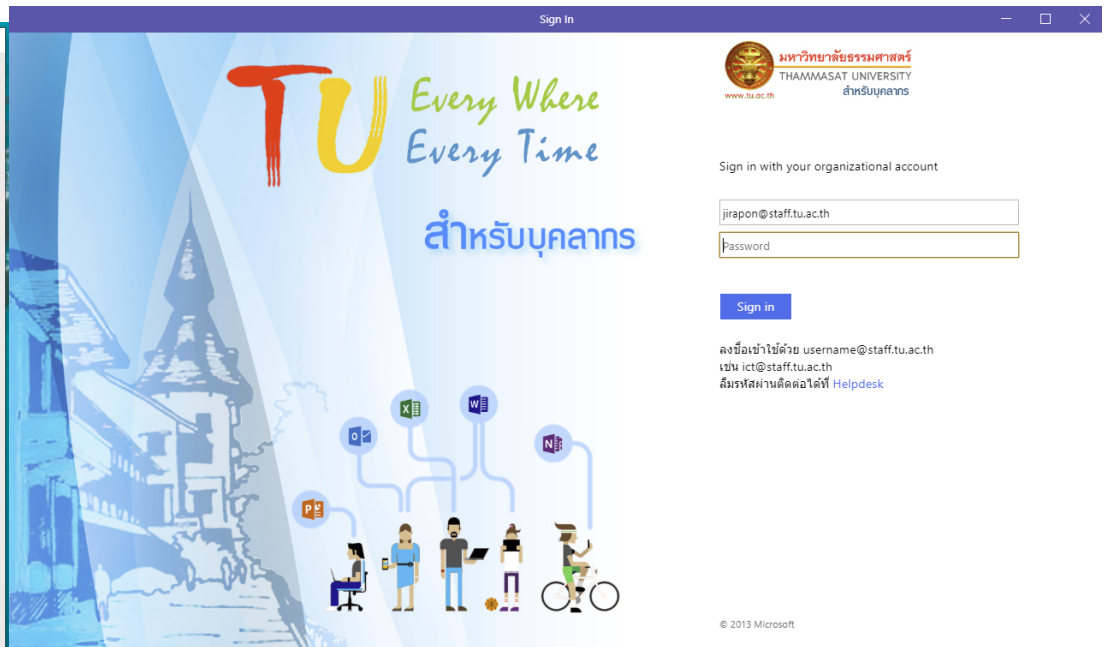 Sign In
TU
Every Where
Every Time
สำหรับบุคลากร
มหาวิทยาลัยธรรมศาสตร์
THAMMASAT UNIVERSITY
www.tu.ac.th
สำหรับบุคลากร
Sign in with your organizational account
jirapon@staff.tu.ac.th
Password
Sign in
ลงชื่อเข้าใช้ด้วย username@staff.tu.ac.th
เช่น ict@staff.tu.ac.th
ลืมรหัสผ่านติดต่อได้ที่ Helpdesk
O
X
W
N
P
© 2013 Microsoft